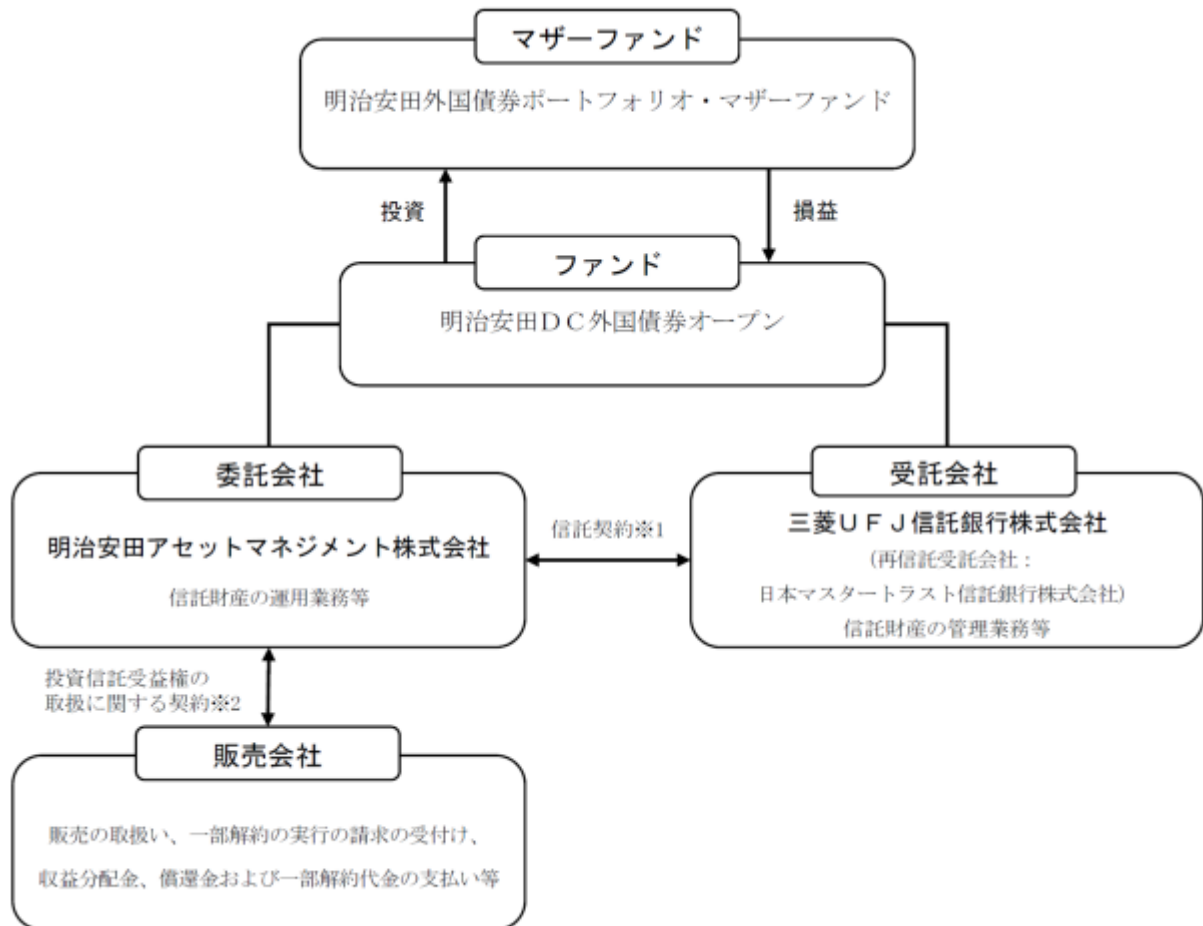 マザーファンド
明治安田外国債券ポートフォリオ・マザーファンド
投資
損益
ファンド
明治安田DC外国債券オープン
委託会社
明治安田アセットマネジメント株式会社
信託財産の運用業務等
信託契約※1
受託会社
三菱UFJ信託銀行株式会社
(再信託受託会社:
日本マスタートラスト信託銀行株式会社)
信託財産の管理業務等
投資信託受益権の
取扱に関する契約※2
販売会社
販売の取扱い、一部解約の実行の請求の受付け、
収益分配金、償還金および一部解約代金の支払い等